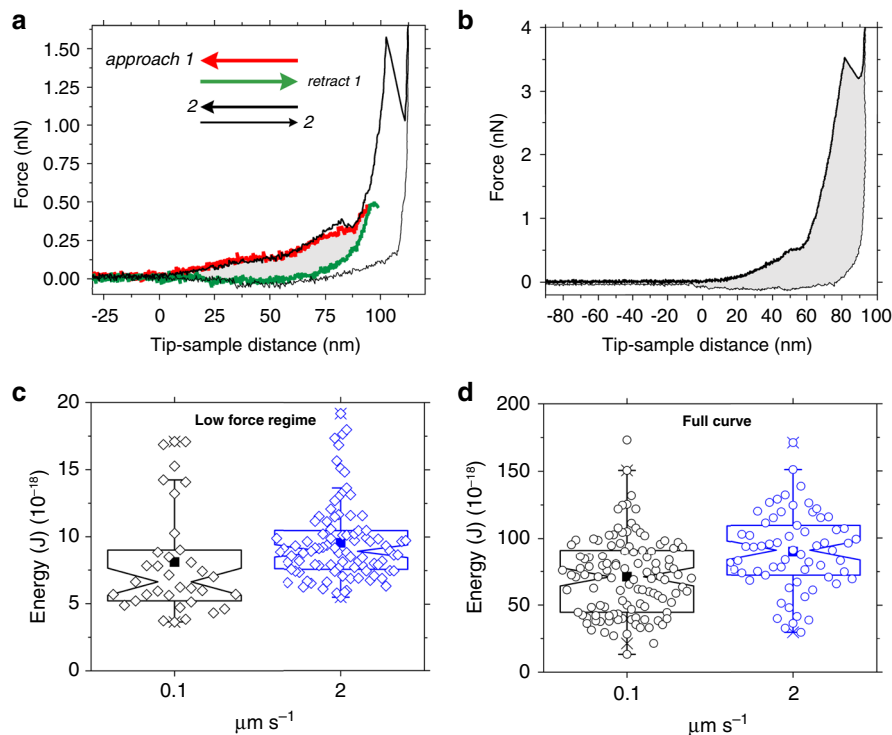 a
approach 1
retract 1
2
2
Force (nN)
1.50
1.25
1.00
0.75
0.50
0.25
0.00
-25 0 25 50 75 100
Tip-sample distance (nm)
b
Force (nN)
4
3
2
1
0
-80 -60 -40 -20 0 20 40 60 80 100
Tip-sample distance (nm)
c
Low force regime
Energy (J) (10⁻¹⁸)
20
15
10
5
0
0.1 2
μm s⁻¹
d
Full curve
Energy (J) (10⁻¹⁸)
200
150
100
50
0
0.1 2
μm s⁻¹